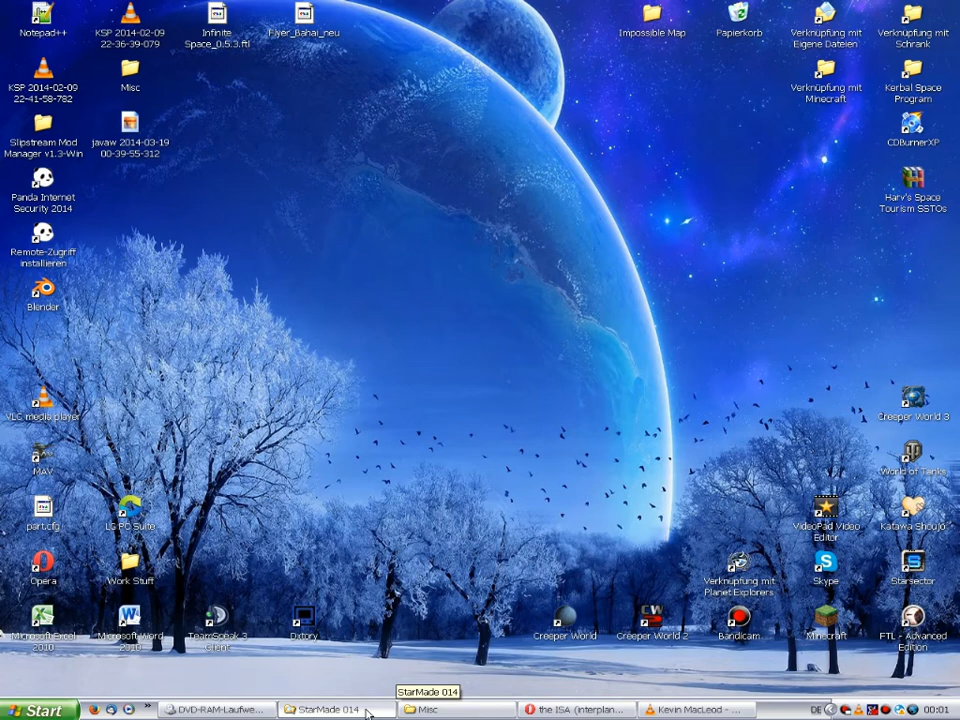 Notepad++
KSP 2014-02-09
22-36-39-079
Infinite
Space_0.5.3.ftl
Flyer_Bahai_neu
Impossible Map
Papierkorb
Verknüpfung mit
Eigene Dateien
Verknüpfung mit
Schrank
KSP 2014-02-09
22-41-58-782
Misc
Verknüpfung mit
Minecraft
Kerbal Space
Program
Slipstream Mod
Manager v1.3-Win
javaw 2014-03-19
00-39-55-312
CDBurnerXP
Panda Internet
Security 2014
Harv's Space
Tourism SSTOs
Remote-Zugriff
installieren
Blender
VLC media player
Creeper World 3
MAV
World of Tanks
part.cfg
LG PC Suite
VideoPad Video
Editor
Katawa Shoujo
Opera
Work Stuff
Verknüpfung mit
Planet Explorers
Skype
Starsector
Microsoft Excel
2010
Microsoft Word
2010
TeamSpeak 3
Client
Dxtory
Creeper World
Creeper World 2
Bandicam
Minecraft
FTL - Advanced
Edition
StarMade 014
Start
DVD-RAM-Laufwe...
StarMade 014
Misc
the ISA (interplan...
Kevin MacLeod - ...
DE
00:01